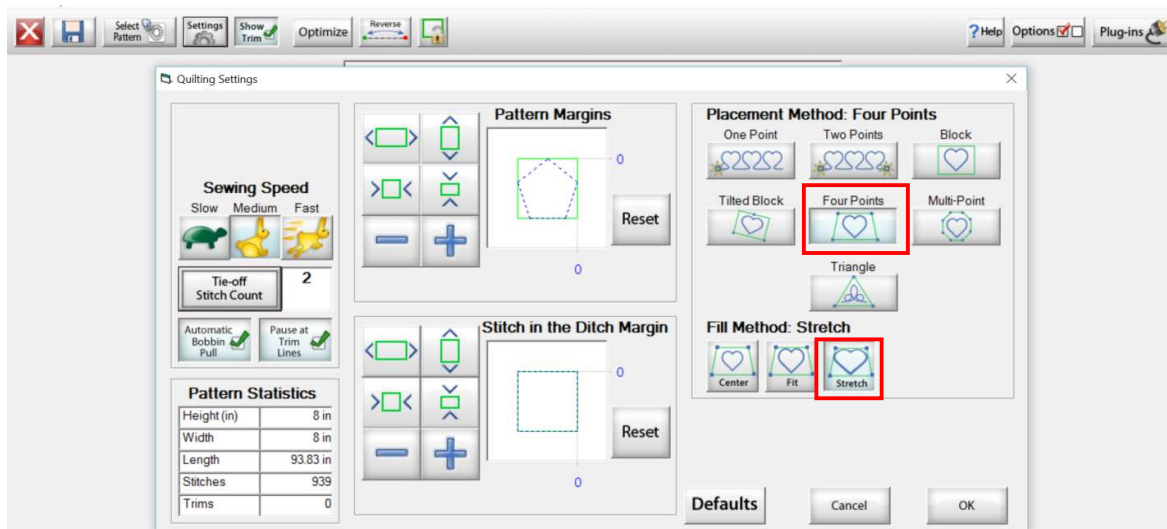 Select
Pattern
Settings
Show
Trim
Optimize
Reverse
?Help
Options
Plug-ins
Quilting Settings
Sewing Speed
Slow Medium Fast
Tie-off
Stitch Count
2
Automatic
Bobbin
Pull
Pause at
Trim
Lines
Pattern Statistics
Height (in) 8 in
Width 8 in
Length 93.83 in
Stitches 939
Trims 0
Pattern Margins
0
Reset
0
Stitch in the Ditch Margin
0
Reset
0
Placement Method: Four Points
One Point Two Points Block
Tilted Block Four Points Multi-Point
Triangle
Fill Method: Stretch
Center Fit Stretch
Defaults Cancel OK